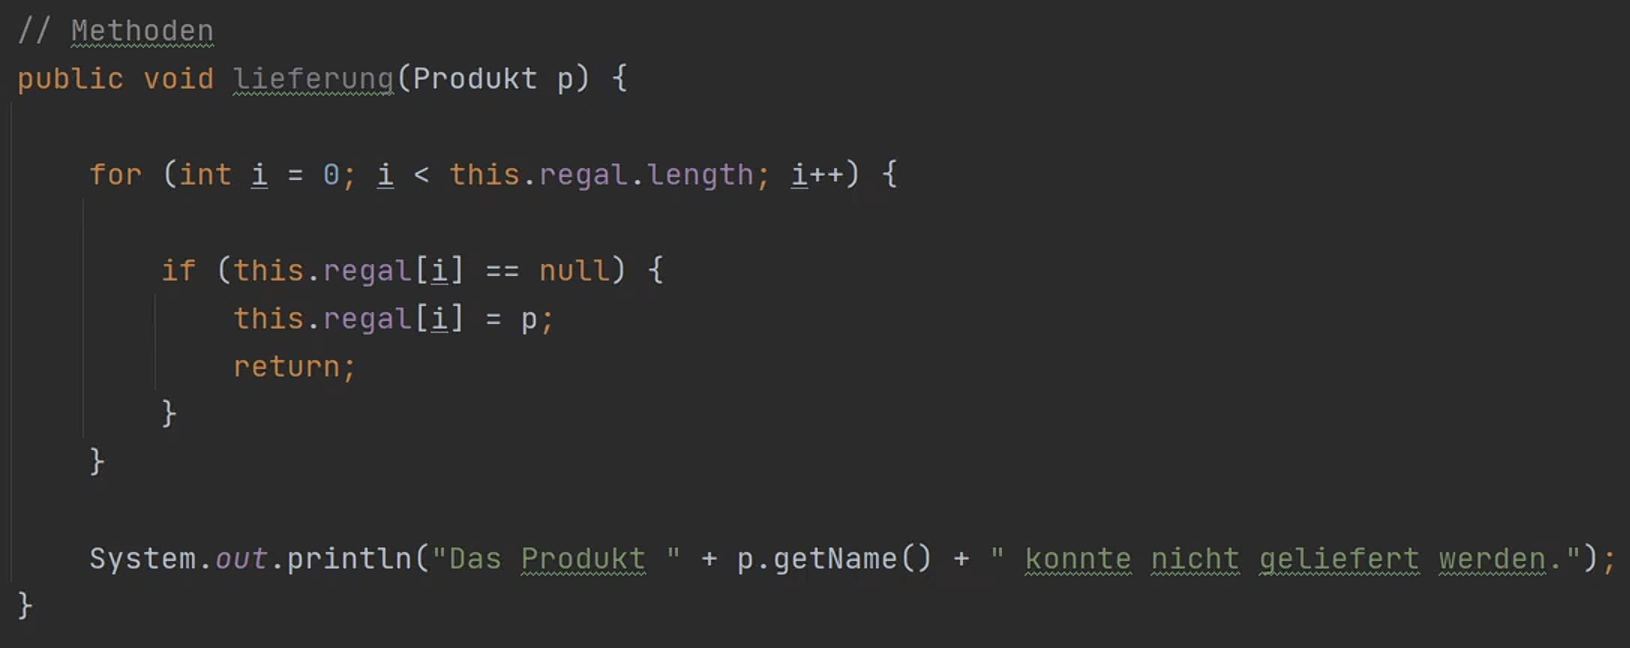 // Methoden
public void lieferung(Produkt p) {
for (int i = 0; i < this.regal.length; i++) {
if (this.regal[i] == null) {
this.regal[i] = p;
return;
}
}
System.out.println("Das Produkt " + p.getName() + " konnte nicht geliefert werden.");
}